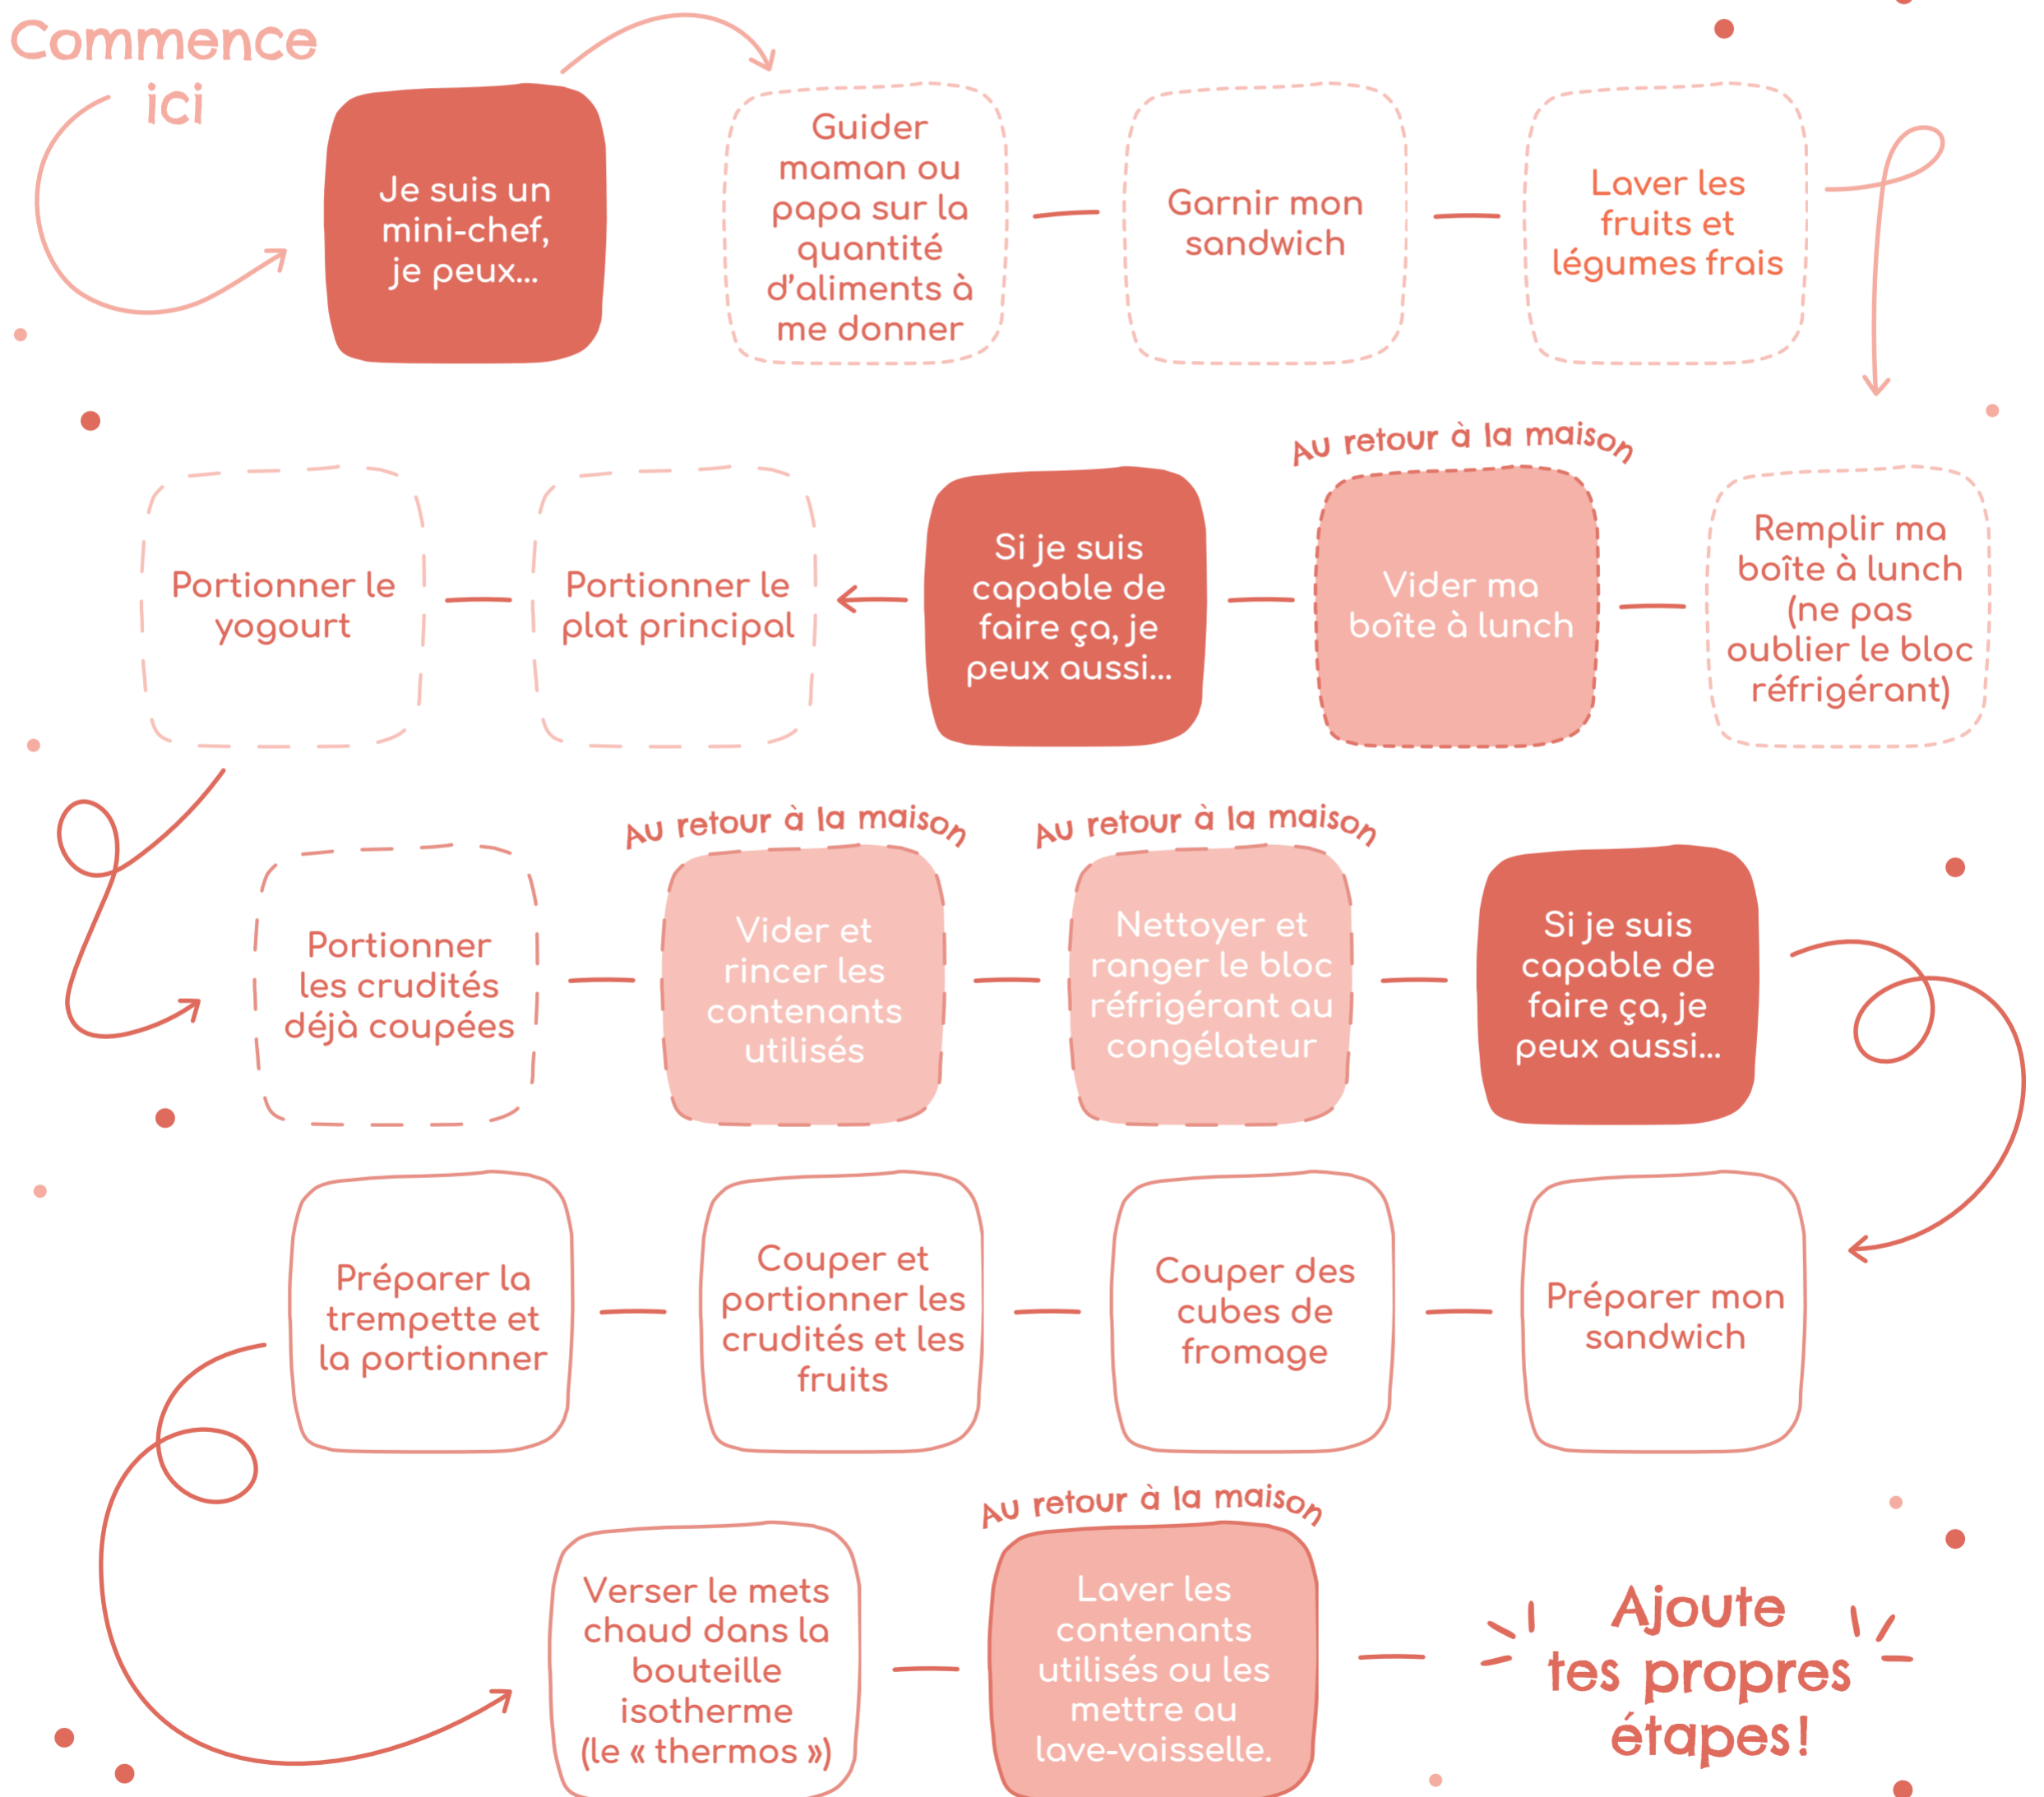 Commence
ici
Je suis un
mini-chef,
je peux...
Guider
maman ou
papa sur la
quantité
d'aliments à
me donner
Garnir mon
sandwich
Laver les
fruits et
légumes frais
Remplir ma
boîte à lunch
(ne pas
oublier le bloc
réfrigérant)
Au retour à la maison
Vider ma
boîte à lunch
Si je suis
capable de
faire ça, je
peux aussi...
Portionner le
plat principal
Portionner le
yogourt
Portionner
les crudités
déjà coupées
Au retour à la maison
Vider et
rincer les
contenants
utilisés
Au retour à la maison
Nettoyer et
ranger le bloc
réfrigérant au
congélateur
Si je suis
capable de
faire ça, je
peux aussi...
Préparer mon
sandwich
Couper des
cubes de
fromage
Couper et
portionner les
crudités et les
fruits
Préparer la
trempette et
la portionner
Verser le mets
chaud dans la
bouteille
isotherme
(le « thermos »)
Au retour à la maison
Laver les
contenants
utilisés ou les
mettre au
lave-vaisselle.
Ajoute
tes propres
étapes!